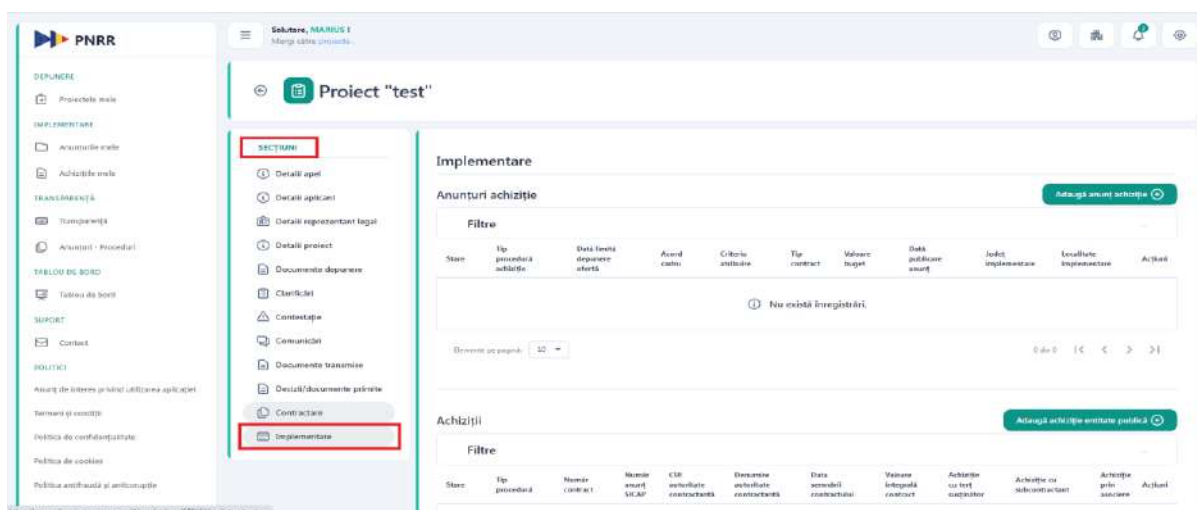 PNRR
Salutare, MARIUS I
Mergi către proiecte
DEPUNERE
Proiectele mele
IMPLEMENTARE
Anunțurile mele
Achizițiile mele
TRANSPARENȚĂ
Transparență
Anunțuri - Proceduri
TABLOU DE BORD
Tablou de bord
SUPORT
Contact
POLITICI
Anunț de interes privind utilizarea aplicației
Termeni și condiții
Politica de confidențialitate
Politica de cookies
Politica antifraudă și anticorupție
Proiect "test"
SECȚIUNI
Detalii apel
Detalii aplicant
Detalii reprezentant legal
Detalii proiect
Documente depunere
Clarificări
Contestație
Comunicări
Documente transmise
Decizii/documente primite
Contractare
Implementare
Implementare
Anunțuri achiziție
Adaugă anunț achiziție
Filtre
Stare Tip procedură achiziție Dată limită depunere ofertă Acord cadru Criteriu atribuire Tip contract Valoare buget Dată publicare anunț Județ implementare Localitate implementare Acțiuni
Nu există înregistrări.
Elemente pe pagină: 10
0 de 0
Achiziții
Adaugă achiziție entitate publică
Filtre
Stare Tip procedură Număr contract Număr anunț SICAP CUI autoritate contractantă Denumire autoritate contractantă Data semnării contractului Valoare integrală contract Achiziție cu terț susținător Achiziție cu subcontractant Achiziție prin asociere Acțiuni